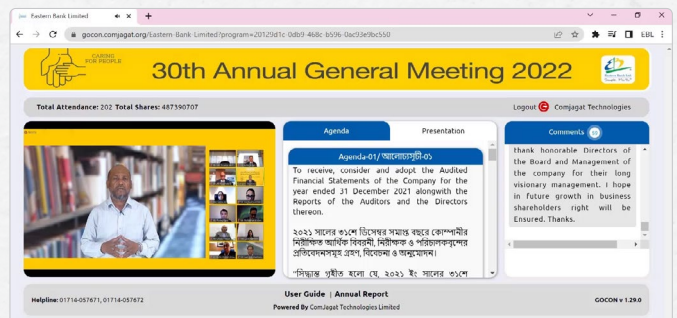 Eastern Bank Limited
gocon.comjagat.org/Eastern-Bank-Limited?program=20129d1c-0db9-468c-b596-0ac03e9bc550
EBL
CARING
FOR PEOPLE
30th Annual General Meeting 2022
Total Attendance: 202 Total Shares: 487390707
Logout Comjagat Technologies
Agenda
Presentation
Comments
Agenda-01/ আলোচ্যসূচী-০১
To receive, consider and adopt the Audited
Financial Statements of the Company for the
year ended 31 December 2021 alongwith the
Reports of the Auditors and the Directors
thereon.
২০২১ সালের ৩১শে ডিসেম্বর সমাপ্ত বছরে কোম্পানীর
নিরীক্ষিত আর্থিক বিবরনী, নিরীক্ষক ও পরিচালকবৃন্দের
প্রতিবেদনসমূহ গ্রহণ, বিবেচনা ও অনুমোদন।
"সিদ্ধান্ত গৃহীত হলো যে, ২০২১ ইং সালের ৩১শে
thank honorable Directors of
the Board and Management of
the company for their long
visionary management. I hope
in future growth in business
shareholders right will be
Ensured. Thanks.
Helpline: 01714-057671, 01714-057672
User Guide | Annual Report
Powered By ComJagat Technologies Limited
GOCON v 1.29.0